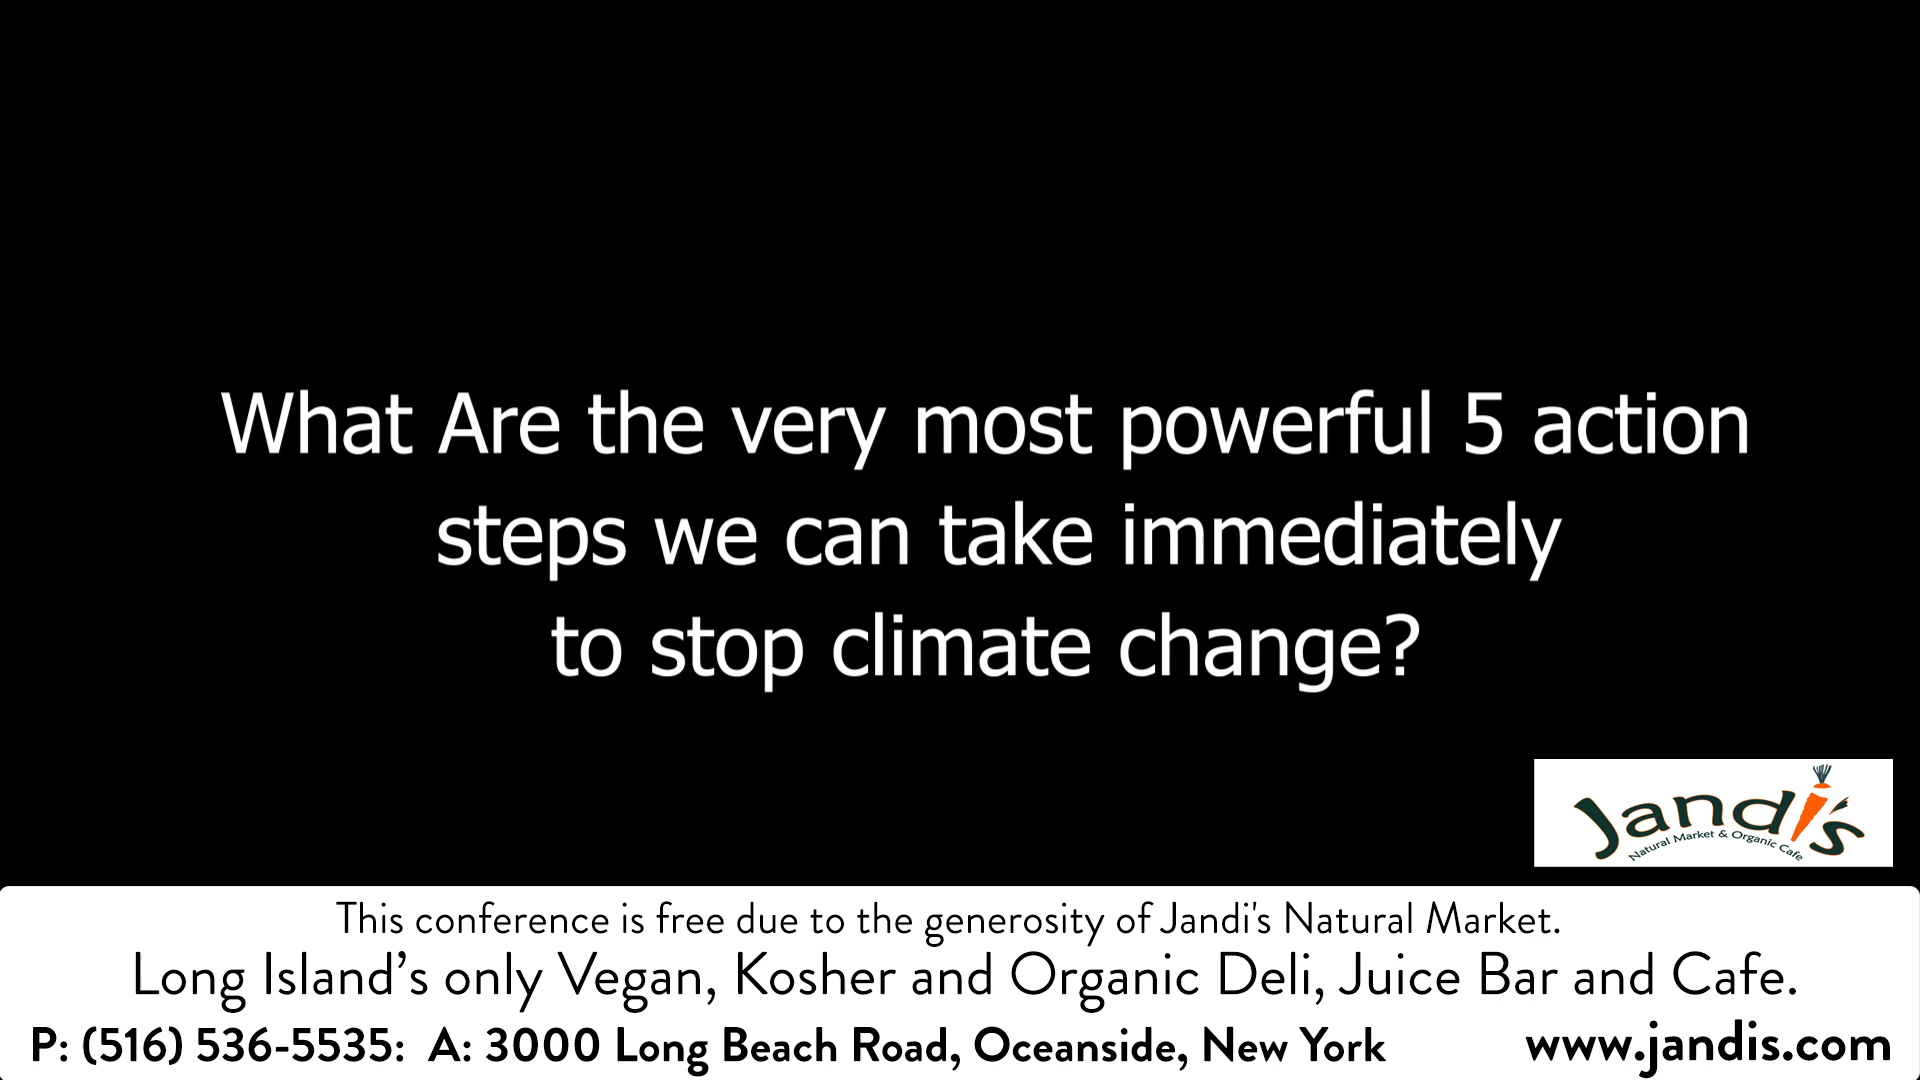 What Are the very most powerful 5 action
steps we can take immediately
to stop climate change?
Jandi's
Natural Market & Organic Cafe
This conference is free due to the generosity of Jandi's Natural Market.
Long Island’s only Vegan, Kosher and Organic Deli, Juice Bar and Cafe.
P: (516) 536-5535: A: 3000 Long Beach Road, Oceanside, New York www.jandis.com